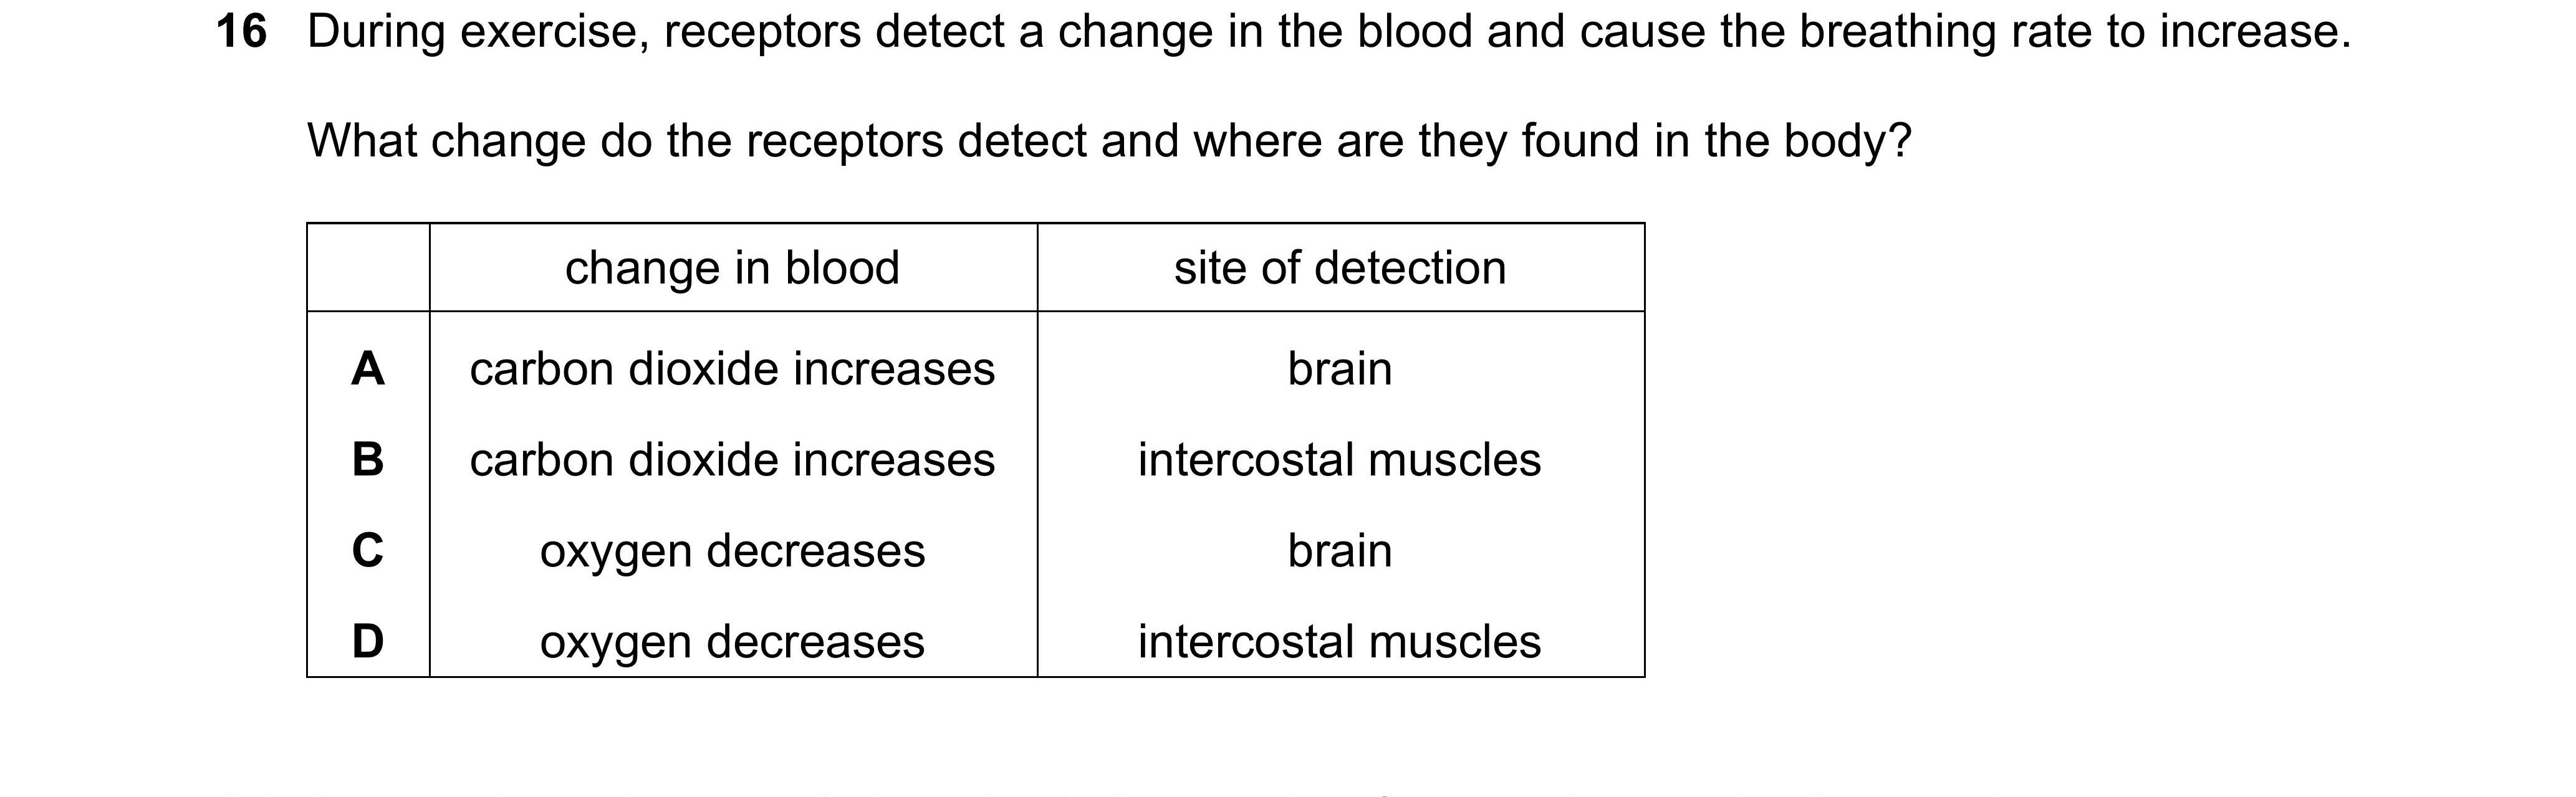 16 During exercise, receptors detect a change in the blood and cause the breathing rate to increase.
What change do the receptors detect and where are they found in the body?
change in blood site of detection
A carbon dioxide increases brain
B carbon dioxide increases intercostal muscles
C oxygen decreases brain
D oxygen decreases intercostal muscles